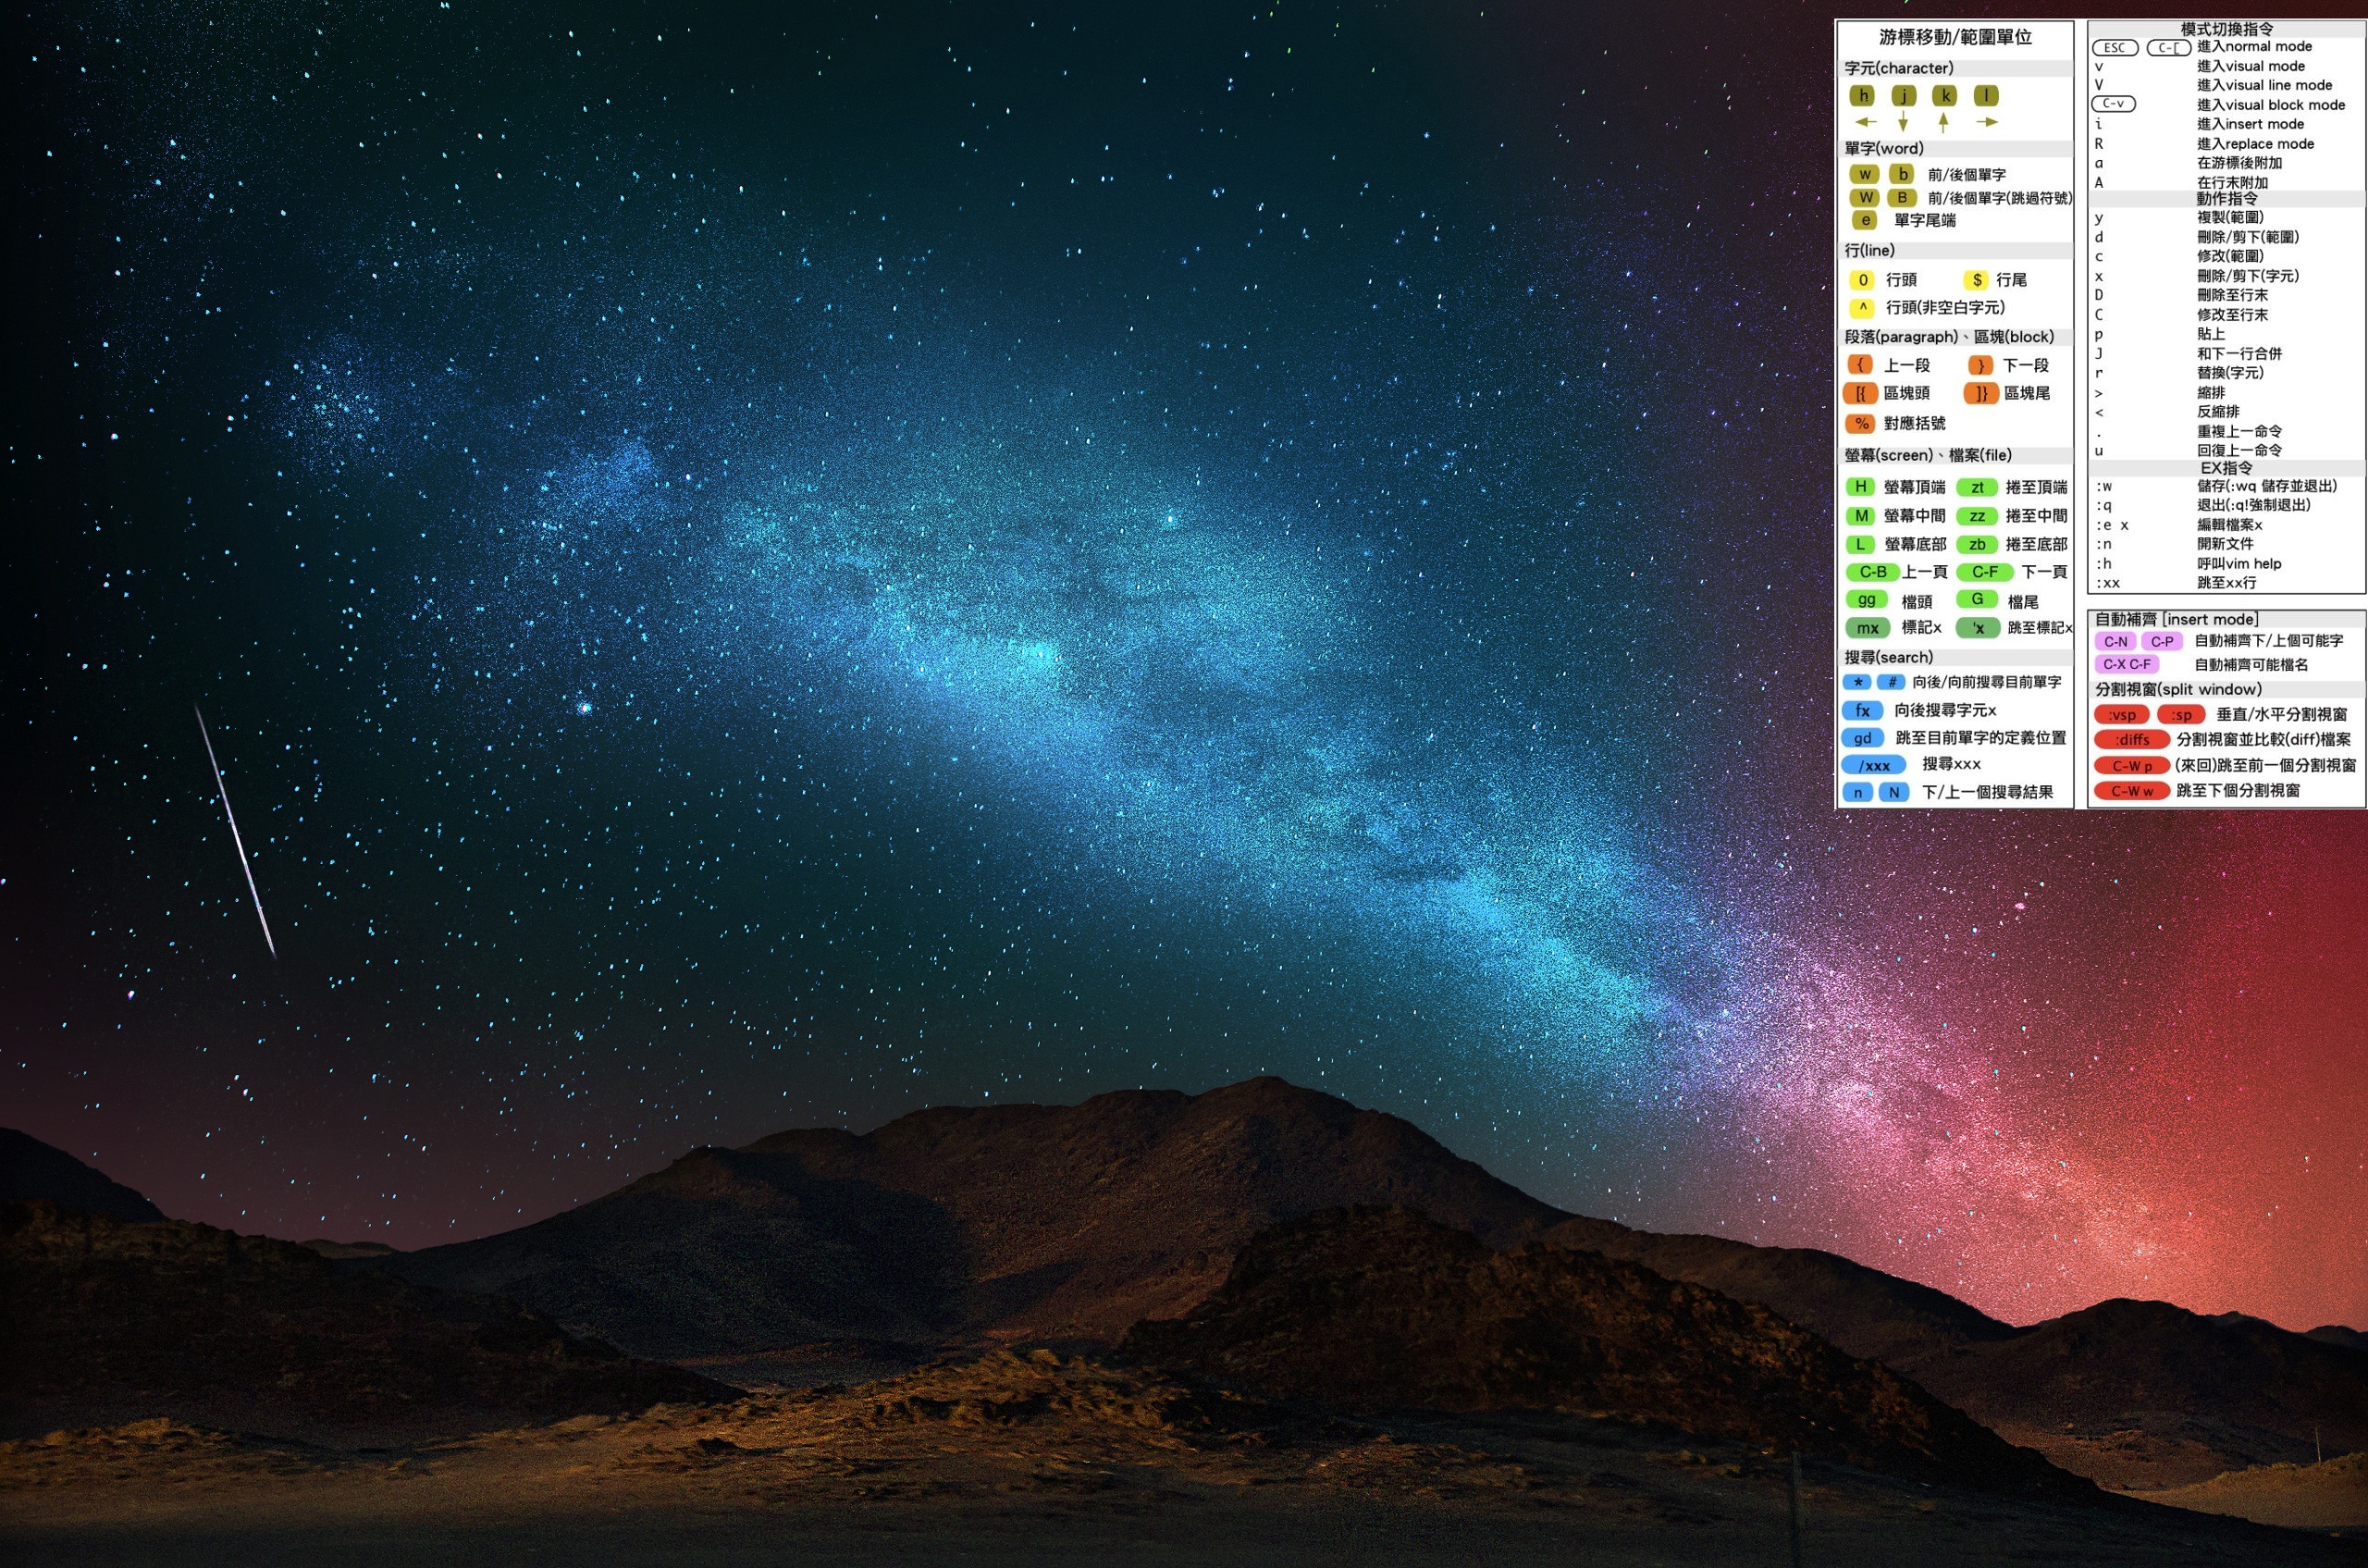 游標移動/範圍單位
字元(character)
h j k l
單字(word)
w b 前/後個單字
W B 前/後個單字(跳過符號)
e 單字尾端
行(line)
0 行頭 $ 行尾
^ 行頭(非空白字元)
段落(paragraph)、區塊(block)
{ 上一段 } 下一段
[{ 區塊頭 ]} 區塊尾
% 對應括號
螢幕(screen)、檔案(file)
H 螢幕頂端 zt 捲至頂端
M 螢幕中間 zz 捲至中間
L 螢幕底部 zb 捲至底部
C-B 上一頁 C-F 下一頁
gg 檔頭 G 檔尾
mx 標記x 'x 跳至標記x
搜尋(search)
* # 向後/向前搜尋目前單字
fx 向後搜尋字元x
gd 跳至目前單字的定義位置
/xxx 搜尋xxx
n N 下/上一個搜尋結果
模式切換指令
ESC C-[ 進入normal mode
v 進入visual mode
V 進入visual line mode
C-v 進入visual block mode
i 進入insert mode
R 進入replace mode
a 在游標後附加
A 在行末附加
動作指令
y 複製(範圍)
d 刪除/剪下(範圍)
c 修改(範圍)
x 刪除/剪下(字元)
D 刪除至行末
C 修改至行末
p 貼上
J 和下一行合併
r 替換(字元)
> 縮排
< 反縮排
. 重複上一命令
u 回復上一命令
EX指令
:w 儲存(:wq 儲存並退出)
:q 退出(:q!強制退出)
:e x 編輯檔案x
:n 開新文件
:h 呼叫vim help
:xx 跳至xx行
自動補齊 [insert mode]
C-N C-P 自動補齊下/上個可能字
C-X C-F 自動補齊可能檔名
分割視窗(split window)
:vsp :sp 垂直/水平分割視窗
:diffs 分割視窗並比較(diff)檔案
C-W p (來回)跳至前一個分割視窗
C-W w 跳至下個分割視窗